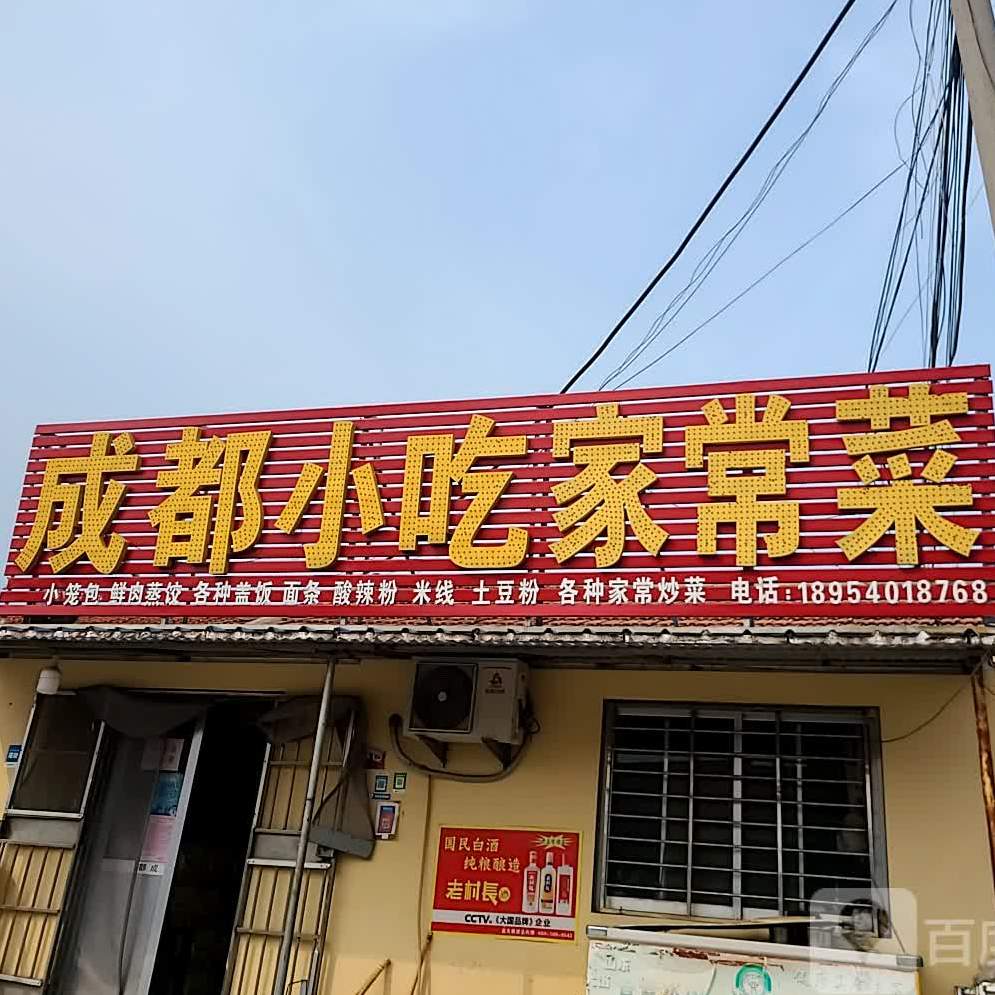 成都小吃家常菜
小笼包 鲜肉蒸饺 各种盖饭 面条 酸辣粉 米线 土豆粉 各种家常炒菜 电话:18954018768
国民白酒
纯粮酿造
老村長
CCTV.《大国品牌》企业
百度